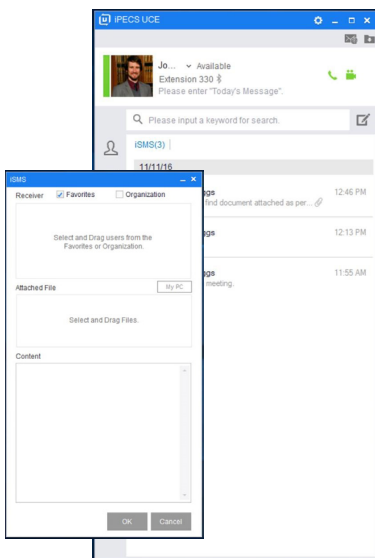 iPECS UCE
Jo... Available
Extension 330
Please enter "Today's Message".
Please input a keyword for search.
iSMS(3)
11/11/16
ggs 12:46 PM
find document attached as per...
ggs 12:13 PM
ggs 11:55 AM
meeting.
iSMS
Receiver Favorites Organization
Select and Drag users from the
Favorites or Organization.
Attached File My PC
Select and Drag Files.
Content
OK Cancel